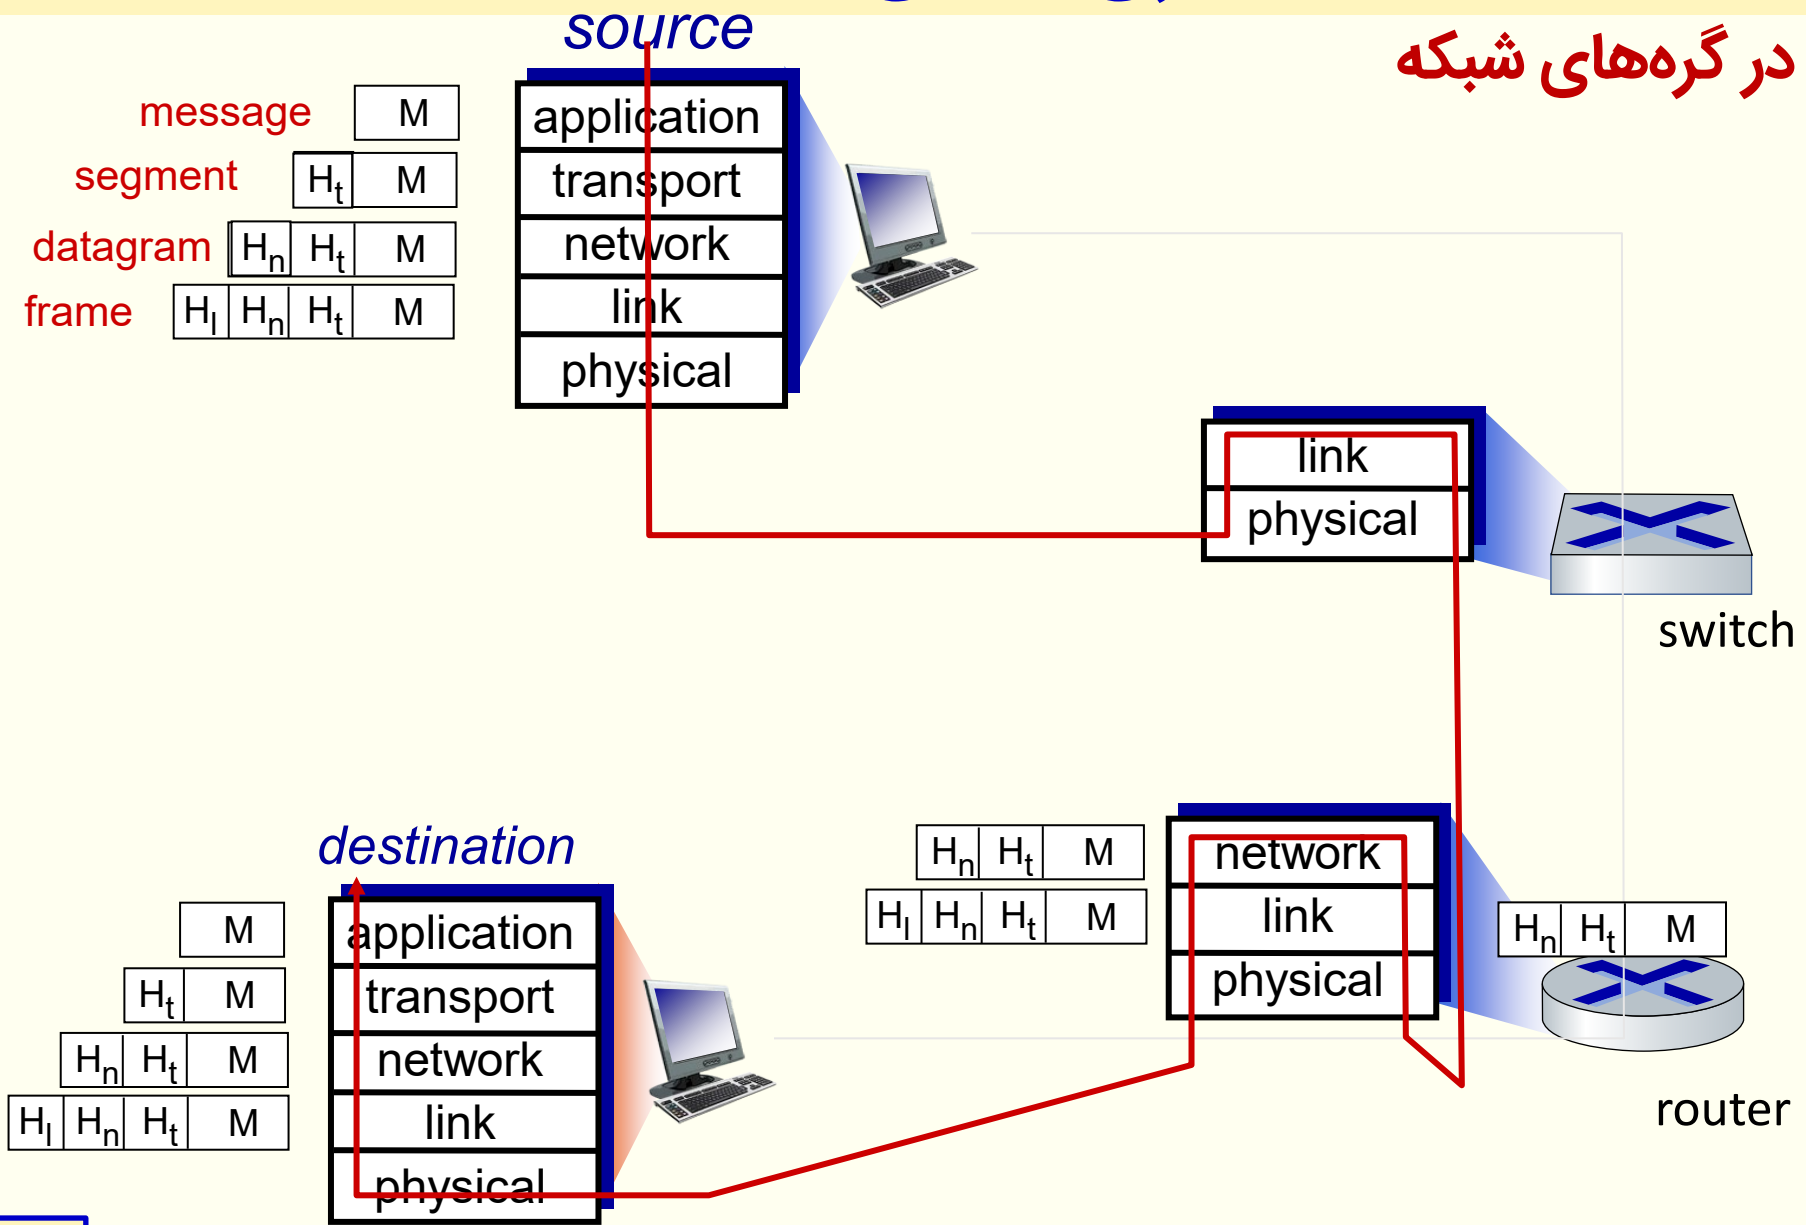 در گره‌های شبکه
source
message M
segment Ht M
datagram Hn Ht M
frame Hl Hn Ht M
application
transport
network
link
physical
link
physical
switch
destination
M
Ht M
Hn Ht M
Hl Hn Ht M
application
transport
network
link
physical
Hn Ht M
Hl Hn Ht M
network
link
physical
Hn Ht M
router